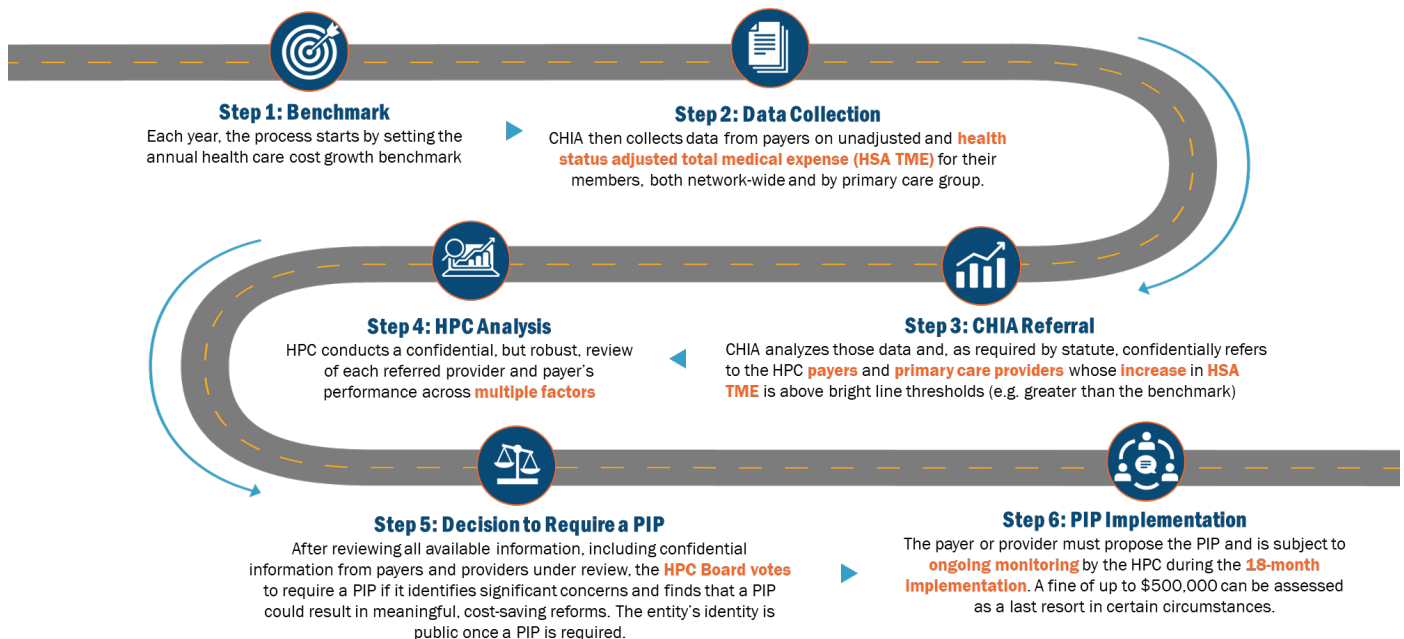 Step 1: Benchmark
Each year, the process starts by setting the
annual health care cost growth benchmark
Step 2: Data Collection
CHIA then collects data from payers on unadjusted and health
status adjusted total medical expense (HSA TME) for their
members, both network-wide and by primary care group.
Step 3: CHIA Referral
CHIA analyzes those data and, as required by statute, confidentially refers
to the HPC payers and primary care providers whose increase in HSA
TME is above bright line thresholds (e.g. greater than the benchmark)
Step 4: HPC Analysis
HPC conducts a confidential, but robust, review
of each referred provider and payer's
performance across multiple factors
Step 5: Decision to Require a PIP
After reviewing all available information, including confidential
information from payers and providers under review, the HPC Board votes
to require a PIP if it identifies significant concerns and finds that a PIP
could result in meaningful, cost-saving reforms. The entity's identity is
public once a PIP is required.
Step 6: PIP Implementation
The payer or provider must propose the PIP and is subject to
ongoing monitoring by the HPC during the 18-month
implementation. A fine of up to $500,000 can be assessed
as a last resort in certain circumstances.